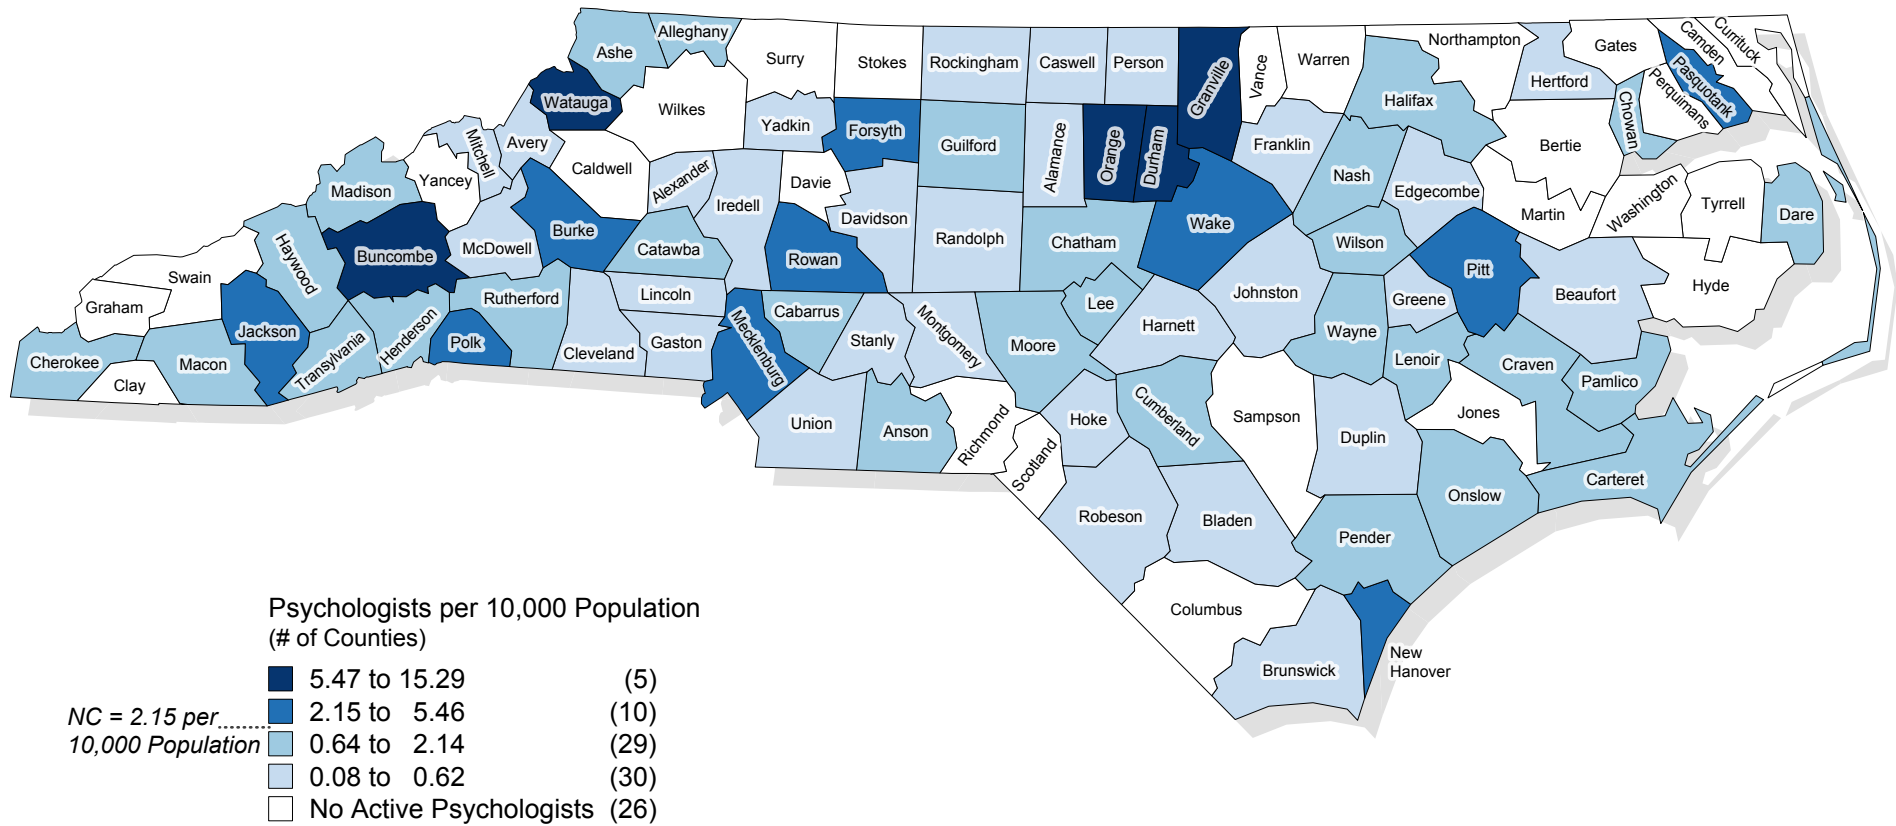 Ashe
Alleghany
Surry
Stokes
Rockingham
Caswell
Person
Granville
Vance
Warren
Northampton
Gates
Camden
Currituck
Hertford
Pasquotank
Perquimans
Chowan
Halifax
Bertie
Watauga
Wilkes
Yadkin
Forsyth
Guilford
Alamance
Orange
Durham
Franklin
Nash
Edgecombe
Martin
Washington
Tyrrell
Dare
Mitchell
Avery
Caldwell
Yancey
Madison
Alexander
Iredell
Davie
Davidson
Randolph
Chatham
Wake
Wilson
Pitt
Beaufort
Hyde
Swain
Haywood
Buncombe
McDowell
Burke
Catawba
Rowan
Graham
Jackson
Rutherford
Lincoln
Mecklenburg
Cabarrus
Stanly
Montgomery
Moore
Lee
Harnett
Johnston
Wayne
Greene
Lenoir
Craven
Pamlico
Cherokee
Clay
Macon
Transylvania
Henderson
Polk
Cleveland
Gaston
Union
Anson
Richmond
Scotland
Hoke
Cumberland
Sampson
Duplin
Jones
Onslow
Carteret
Robeson
Bladen
Pender
Columbus
Brunswick
New
Hanover
Psychologists per 10,000 Population
(# of Counties)
5.47 to 15.29 (5)
2.15 to 5.46 (10)
0.64 to 2.14 (29)
0.08 to 0.62 (30)
No Active Psychologists (26)
NC = 2.15 per
10,000 Population